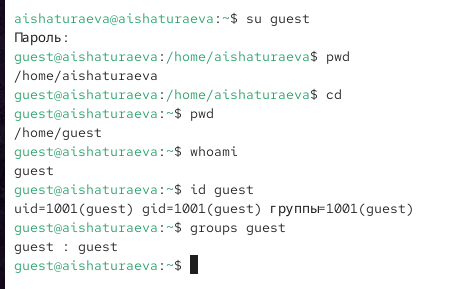 aishaturaeva@aishaturaeva:~$ su guest
Пароль:
guest@aishaturaeva:/home/aishaturaeva$ pwd
/home/aishaturaeva
guest@aishaturaeva:/home/aishaturaeva$ cd
guest@aishaturaeva:~$ pwd
/home/guest
guest@aishaturaeva:~$ whoami
guest
guest@aishaturaeva:~$ id guest
uid=1001(guest) gid=1001(guest) группы=1001(guest)
guest@aishaturaeva:~$ groups guest
guest : guest
guest@aishaturaeva:~$